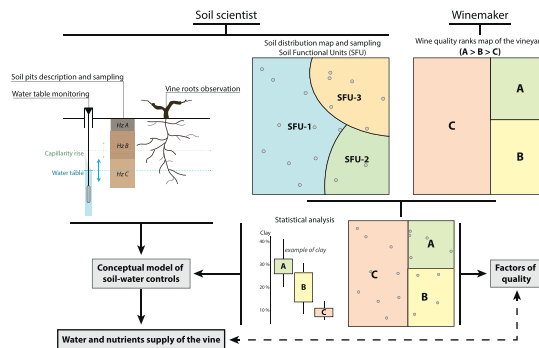 Soil scientist
Winemaker
Soil distribution map and sampling
Soil Functional Units (SFU)
Wine quality ranks map of the vineyard
(A > B > C)
Soil pits description and sampling
Water table monitoring
Vine roots observation
Hz A
Hz B
Hz C
Capillarity rise
Water table
SFU-1
SFU-3
SFU-2
C
A
B
Statistical analysis
Clay
example of clay
40 %
30 %
20 %
10 %
A
B
C
C
A
B
Conceptual model of
soil-water controls
Factors of
quality
Water and nutrients supply of the vine